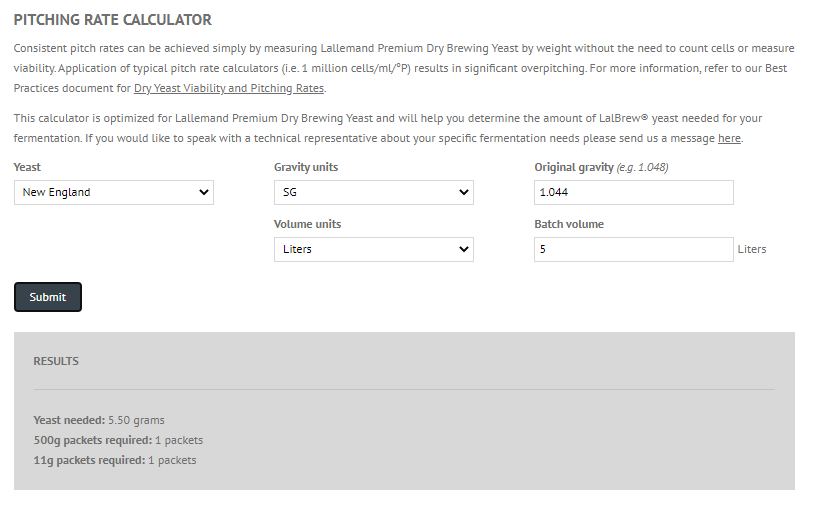 PITCHING RATE CALCULATOR
Consistent pitch rates can be achieved simply by measuring Lallemand Premium Dry Brewing Yeast by weight without the need to count cells or measure
viability. Application of typical pitch rate calculators (i.e. 1 million cells/ml/°P) results in significant overpitching. For more information, refer to our Best
Practices document for Dry Yeast Viability and Pitching Rates.
This calculator is optimized for Lallemand Premium Dry Brewing Yeast and will help you determine the amount of LalBrew® yeast needed for your
fermentation. If you would like to speak with a technical representative about your specific fermentation needs please send us a message here.
Yeast Gravity units Original gravity (e.g. 1.048)
New England SG 1.044
Volume units Batch volume
Liters 5 Liters
Submit
RESULTS
Yeast needed: 5.50 grams
500g packets required: 1 packets
11g packets required: 1 packets